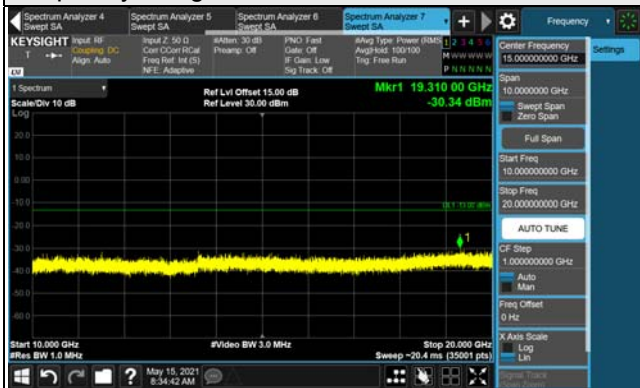 Spectrum Analyzer 4
Swept SA
Spectrum Analyzer 5
Swept SA
Spectrum Analyzer 6
Swept SA
Spectrum Analyzer 7
Swept SA
Frequency
KEYSIGHT
Input: RF
Coupling: DC
Align: Auto
Input Z: 50 Ω
Corr CCorr RCal
Freq Ref: Int (S)
NFE: Adaptive
#Atten: 30 dB
Preamp: Off
PNO: Fast
Gate: Off
IF Gain: Low
Sig Track: Off
#Avg Type: Power (RMS
Avg|Hold: 100/100
Trig: Free Run
1 2 3 4 5 6
M W W W W W
P N N N N N
LXI
1 Spectrum
Scale/Div 10 dB
Ref Lvl Offset 15.00 dB
Ref Level 30.00 dBm
Mkr1 19.310 00 GHz
-30.34 dBm
Log
20.0
10.0
0.00
-10.0
DL1 -13.00 dBm
-20.0
1
-30.0
-40.0
-50.0
-60.0
Start 10.000 GHz
#Res BW 1.0 MHz
#Video BW 3.0 MHz
Stop 20.000 GHz
Sweep ~20.4 ms (35001 pts)
Center Frequency
15.000000000 GHz
Settings
Span
10.0000000 GHz
Swept Span
Zero Span
Full Span
Start Freq
10.000000000 GHz
Stop Freq
20.000000000 GHz
AUTO TUNE
CF Step
1.000000000 GHz
Auto
Man
Freq Offset
0 Hz
X Axis Scale
Log
Lin
Signal Track
May 15, 2021
8:34:42 AM